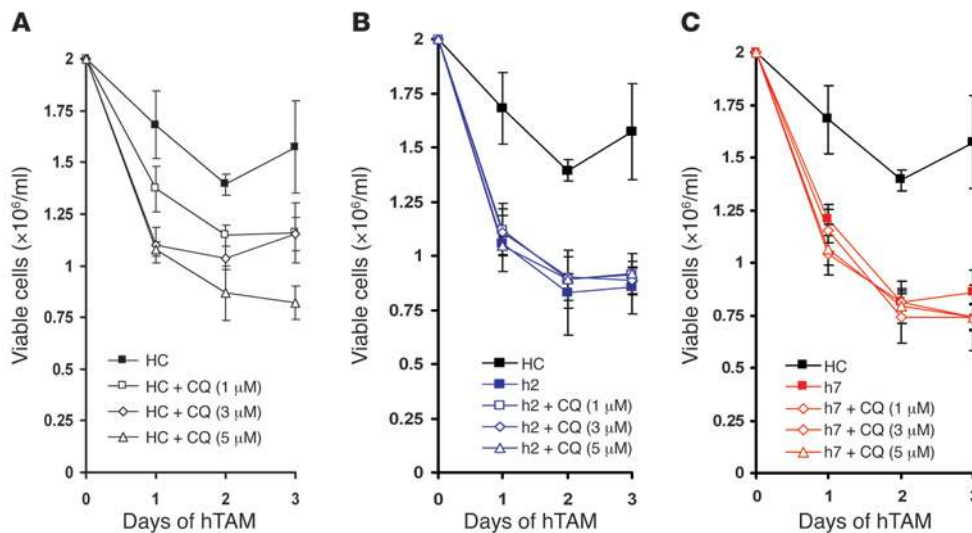 A
Viable cells (×10⁶/ml)
2
1.75
1.5
1.25
1
0.75
0.5
0.25
0
HC
HC + CQ (1 μM)
HC + CQ (3 μM)
HC + CQ (5 μM)
0 1 2 3
Days of hTAM
B
Viable cells (×10⁶/ml)
2
1.75
1.5
1.25
1
0.75
0.5
0.25
0
HC
h2
h2 + CQ (1 μM)
h2 + CQ (3 μM)
h2 + CQ (5 μM)
0 1 2 3
Days of hTAM
C
Viable cells (×10⁶/ml)
2
1.75
1.5
1.25
1
0.75
0.5
0.25
0
HC
h7
h7 + CQ (1 μM)
h7 + CQ (3 μM)
h7 + CQ (5 μM)
0 1 2 3
Days of hTAM